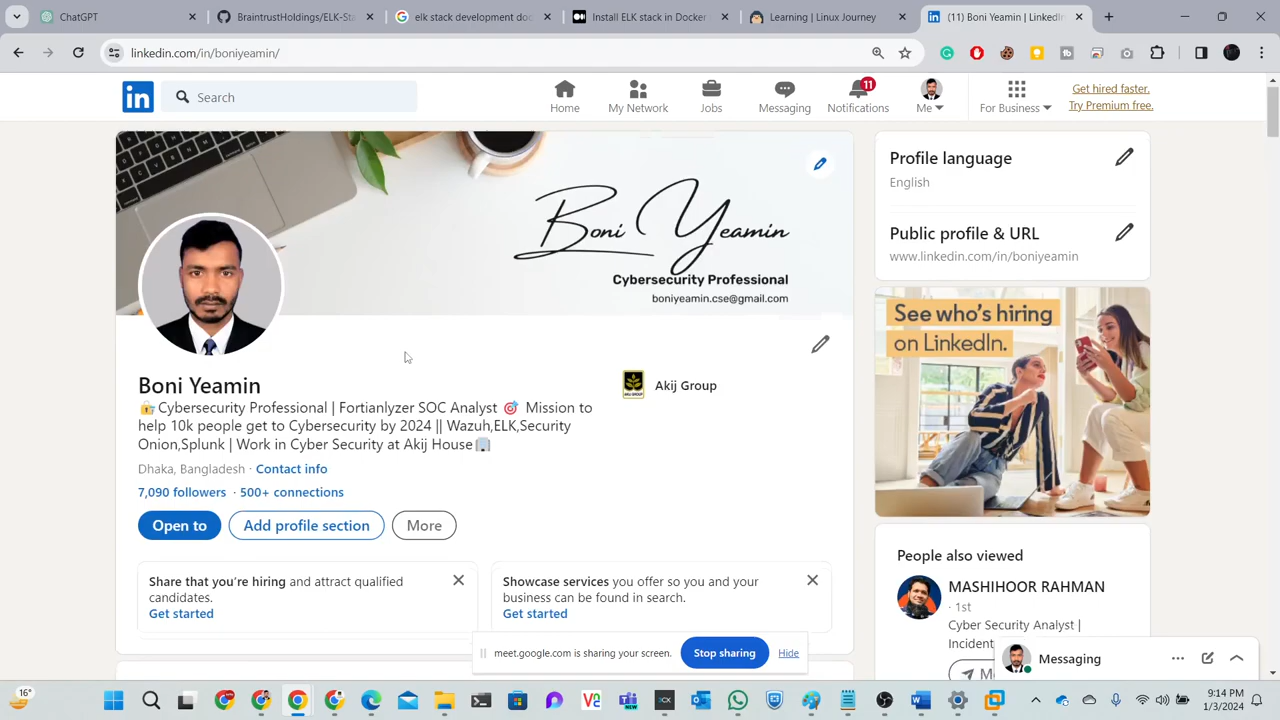 ChatGPT
BraintrustHoldings/ELK-Sta
elk stack development doc
Install ELK stack in Docker
Learning | Linux Journey
(11) Boni Yeamin | LinkedIn
linkedin.com/in/boniyeamin/
in
Search
Home
My Network
Jobs
Messaging
11
Notifications
Me
For Business
Get hired faster.
Try Premium free.
Boni Yeamin
Cybersecurity Professional
boniyeamin.cse@gmail.com
Boni Yeamin
Cybersecurity Professional | Fortianlyzer SOC Analyst 🎯 Mission to
help 10k people get to Cybersecurity by 2024 || Wazuh,ELK,Security
Onion,Splunk | Work in Cyber Security at Akij House
Akij Group
Dhaka, Bangladesh · Contact info
7,090 followers · 500+ connections
Open to
Add profile section
More
Share that you're hiring and attract qualified
candidates.
Get started
Showcase services you offer so you and your
business can be found in search.
Get started
Profile language
English
Public profile & URL
www.linkedin.com/in/boniyeamin
See who's hiring
on LinkedIn.
People also viewed
MASHIHOOR RAHMAN
· 1st
Cyber Security Analyst |
Incident
Messaging
meet.google.com is sharing your screen.
Stop sharing
Hide
16°
9:14 PM
1/3/2024